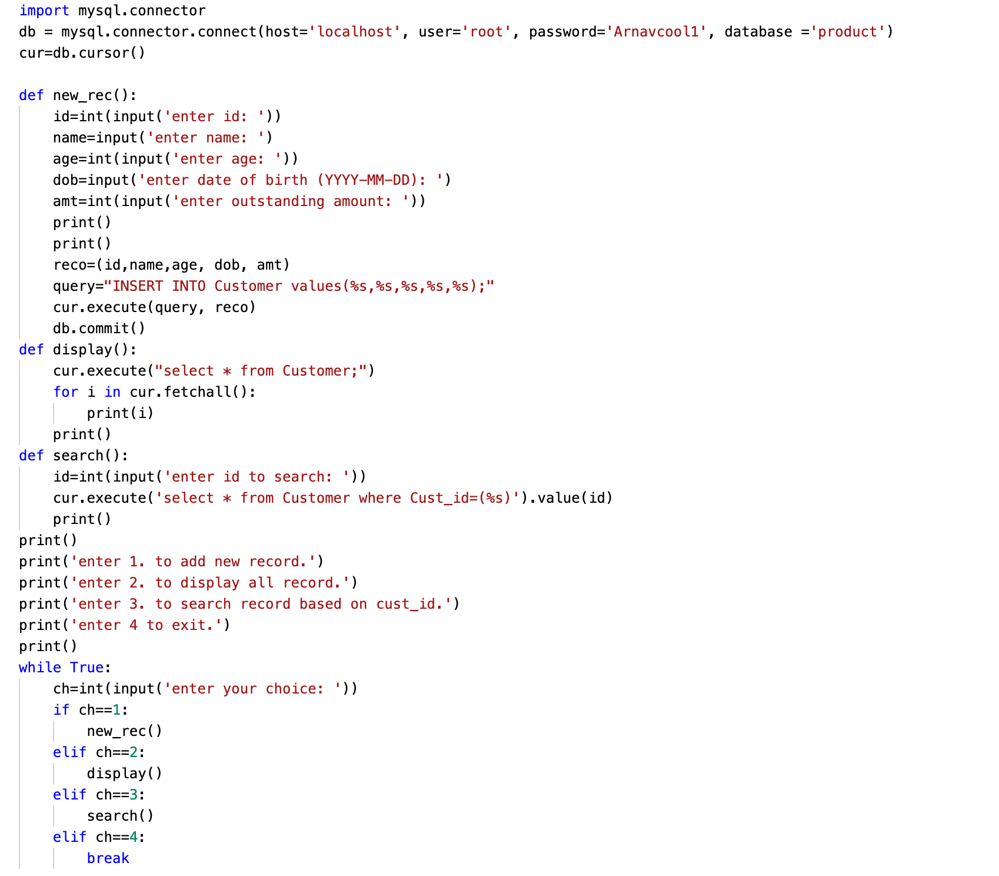 import mysql.connector
db = mysql.connector.connect(host='localhost', user='root', password='Arnavcool1', database ='product')
cur=db.cursor()

def new_rec():
    id=int(input('enter id: '))
    name=input('enter name: ')
    age=int(input('enter age: '))
    dob=input('enter date of birth (YYYY-MM-DD): ')
    amt=int(input('enter outstanding amount: '))
    print()
    print()
    reco=(id,name,age, dob, amt)
    query="INSERT INTO Customer values(%s,%s,%s,%s,%s);"
    cur.execute(query, reco)
    db.commit()
def display():
    cur.execute("select * from Customer;")
    for i in cur.fetchall():
        print(i)
    print()
def search():
    id=int(input('enter id to search: '))
    cur.execute('select * from Customer where Cust_id=(%s)').value(id)
    print()
print()
print('enter 1. to add new record.')
print('enter 2. to display all record.')
print('enter 3. to search record based on cust_id.')
print('enter 4 to exit.')
print()
while True:
    ch=int(input('enter your choice: '))
    if ch==1:
        new_rec()
    elif ch==2:
        display()
    elif ch==3:
        search()
    elif ch==4:
        break